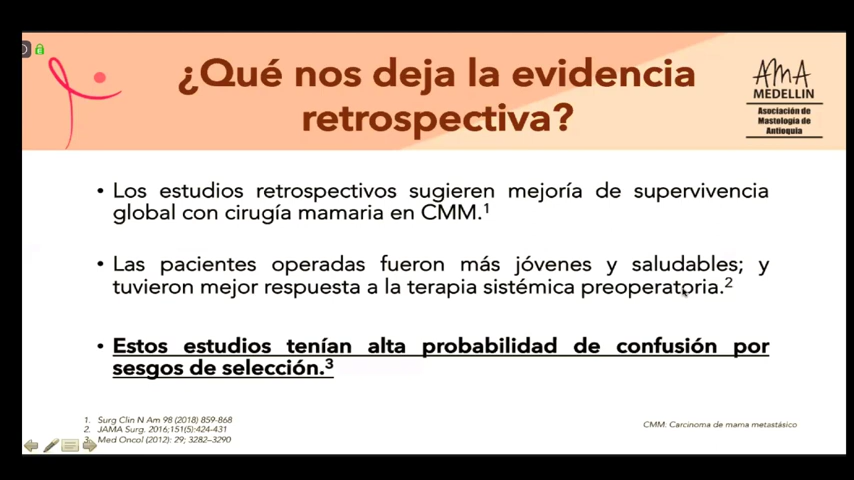 ¿Qué nos deja la evidencia
retrospectiva?
AMA
MEDELLIN
Asociación de
Mastología de
Antioquia
• Los estudios retrospectivos sugieren mejoría de supervivencia
global con cirugía mamaria en CMM.1
• Las pacientes operadas fueron más jóvenes y saludables; y
tuvieron mejor respuesta a la terapia sistémica preoperatoria.2
• Estos estudios tenían alta probabilidad de confusión por
sesgos de selección.3
1. Surg Clin N Am 98 (2018) 859-868
2. JAMA Surg. 2016;151(5):424-431
3. Med Oncol (2012): 29; 3282–3290
CMM. Carcinoma de mama metastásico